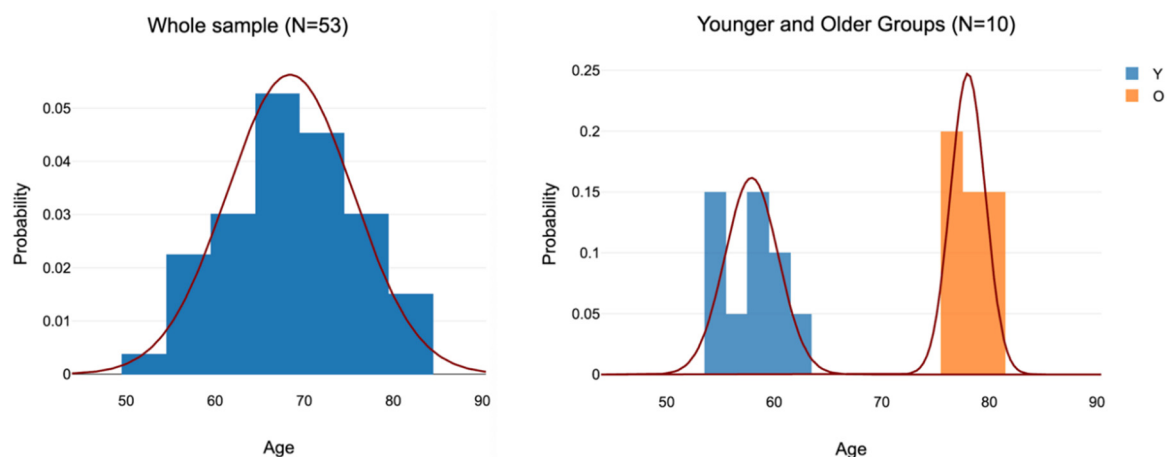 Whole sample (N=53)
0.05
0.04
0.03
0.02
0.01
0
Probability
50 60 70 80 90
Age
Younger and Older Groups (N=10)
0.25
0.2
0.15
0.1
0.05
0
Probability
50 60 70 80 90
Age
Y
O